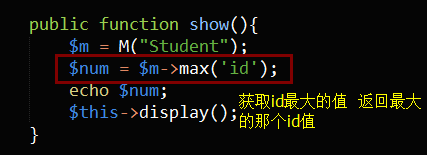 public function show(){
$m = M("Student");
$num = $m->max('id');
echo $num;
$this->display();
}
获取id最大的值 返回最大
的那个id值